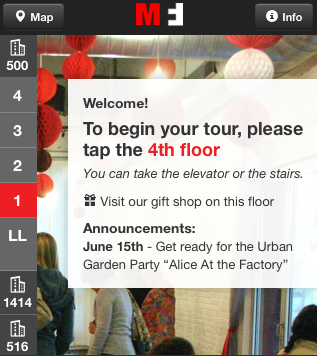 Map
M
Info
500
4
3
2
1
LL
1414
516
Welcome!
To begin your tour, please
tap the 4th floor
You can take the elevator or the stairs.
Visit our gift shop on this floor
Announcements:
June 15th - Get ready for the Urban
Garden Party “Alice At the Factory”